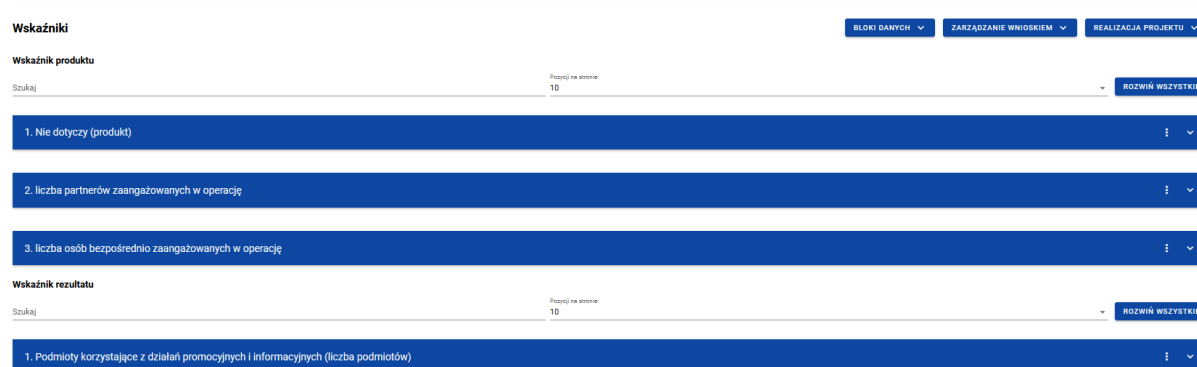 Wskaźniki
BLOKI DANYCH
ZARZĄDZANIE WNIOSKIEM
REALIZACJA PROJEKTU
Wskaźnik produktu
Szukaj
Pozycji na stronie:
10
ROZWIŃ WSZYSTKI
1. Nie dotyczy (produkt)
2. liczba partnerów zaangażowanych w operację
3. liczba osób bezpośrednio zaangażowanych w operację
Wskaźnik rezultatu
Szukaj
Pozycji na stronie:
10
ROZWIŃ WSZYSTKI
1. Podmioty korzystające z działań promocyjnych i informacyjnych (liczba podmiotów)